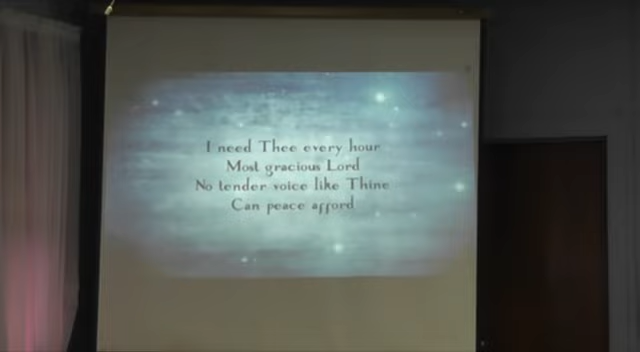 I need Thee every hour
Most gracious Lord
No tender voice like Thine
Can peace afford